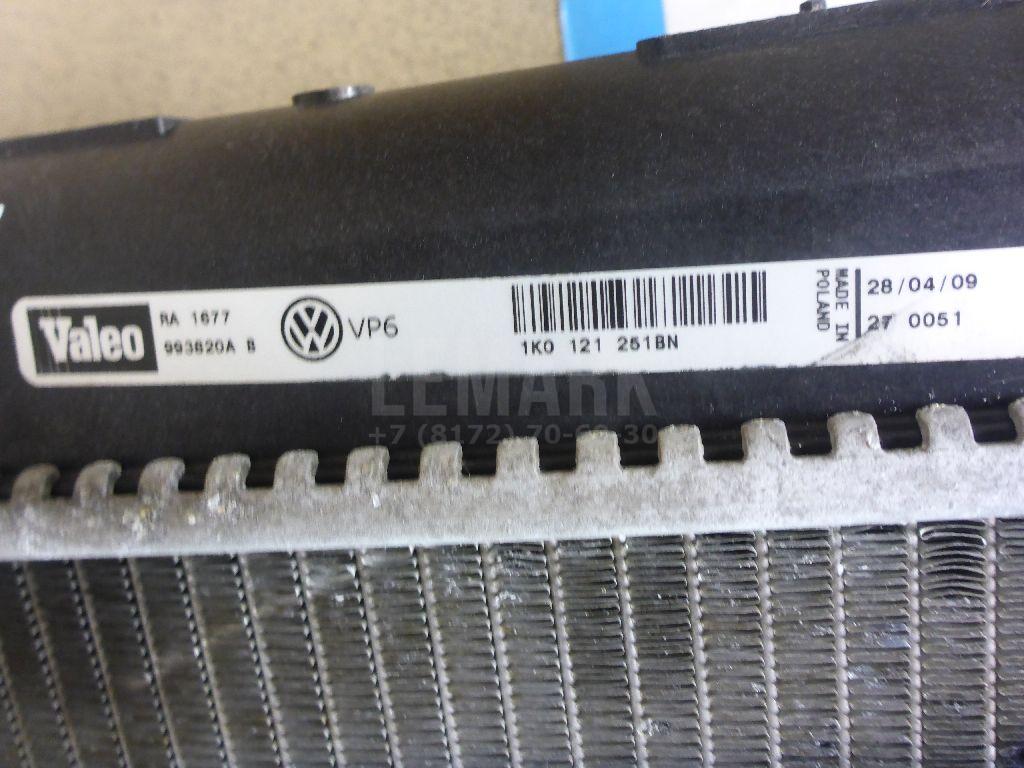 Valeo
RA 1677
993820A B
VP6
1K0 121 251BN
MADE IN
POLAND
28/04/09
27 0051
LEMARK
+7 (8172) 70-60-30